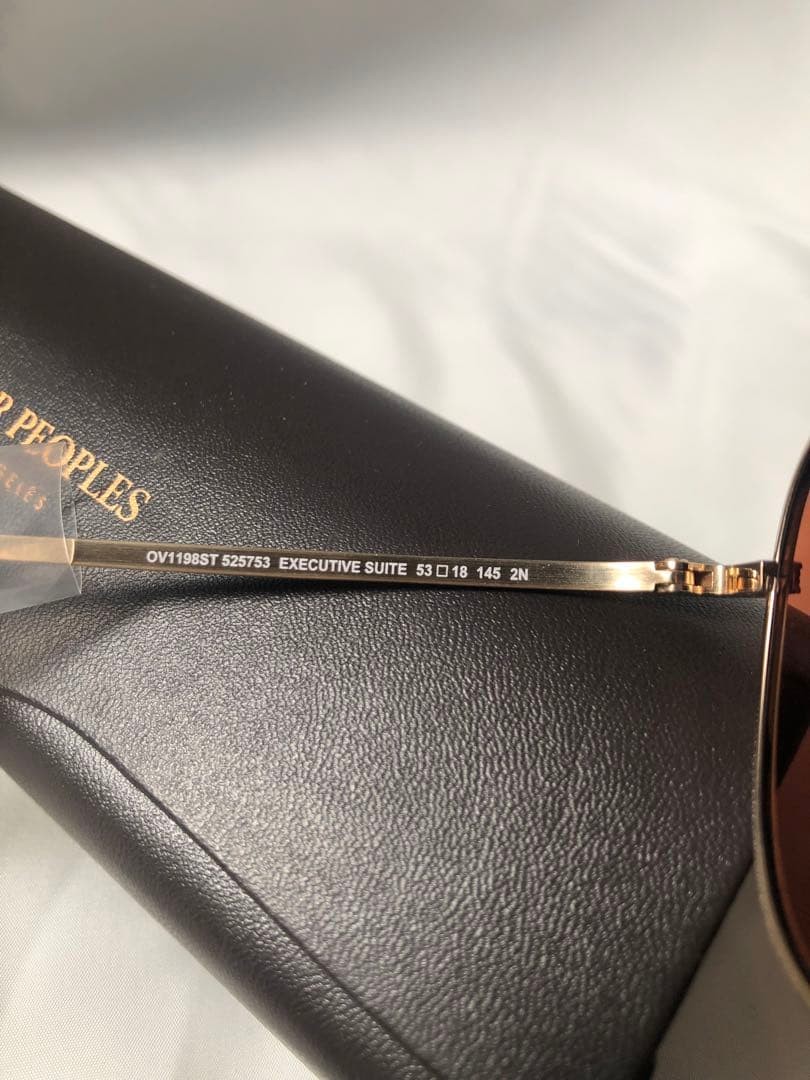 PEOPLES
OV1198ST 525753 EXECUTIVE SUITE 53□18 145 2N